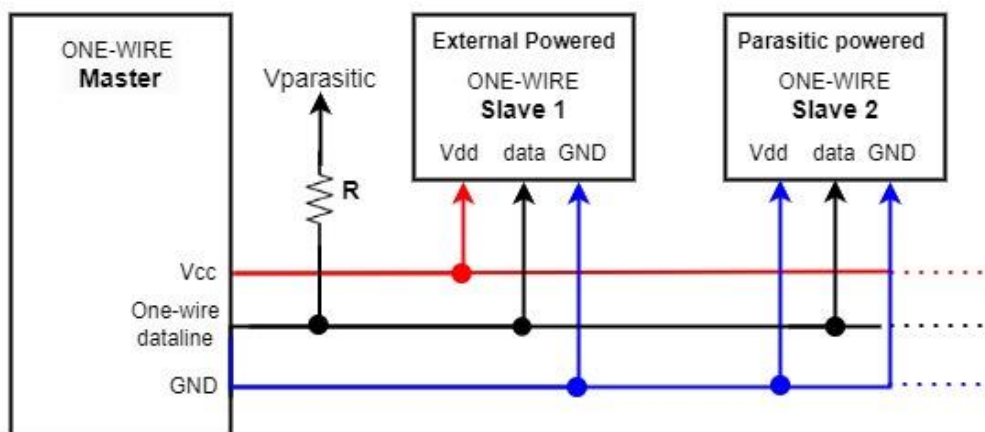 ONE-WIRE
Master
Vparasitic
R
External Powered
ONE-WIRE
Slave 1
Vdd data GND
Parasitic powered
ONE-WIRE
Slave 2
Vdd data GND
Vcc
One-wire
dataline
GND